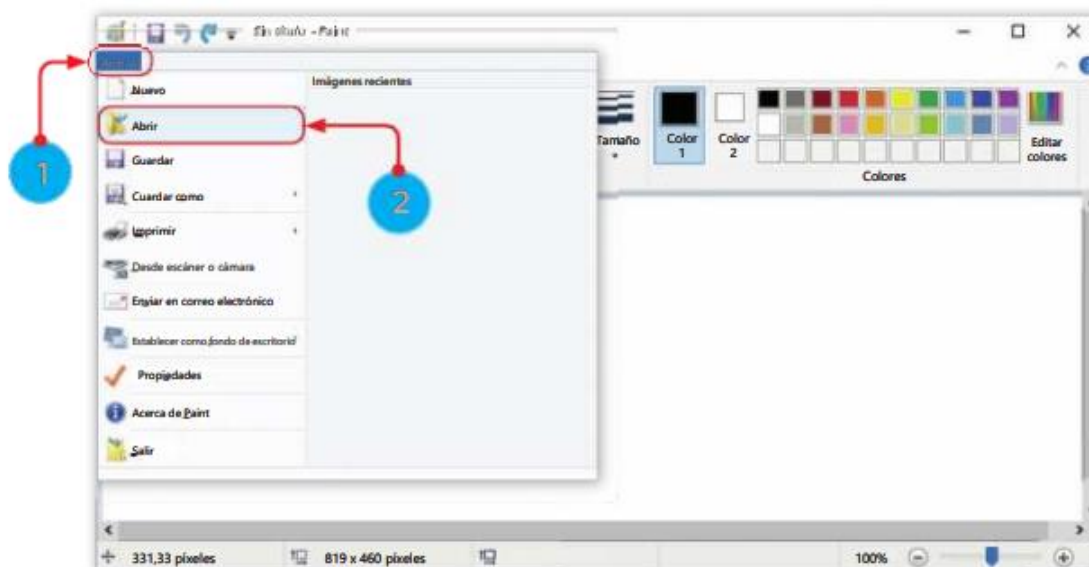 - Paint
Imágenes recientes
Nuevo
Abrir
Guardar
Cuardar como
Imprimir
Desde escáner o cámara
Enviar en correo electrónico
Establecer como fondo de escritorio
Propiedades
Acerca de Paint
Salir
Tamaño
Color 1
Color 2
Editar colores
Colores
1
2
331,33 píxeles
819 x 460 píxeles
100%